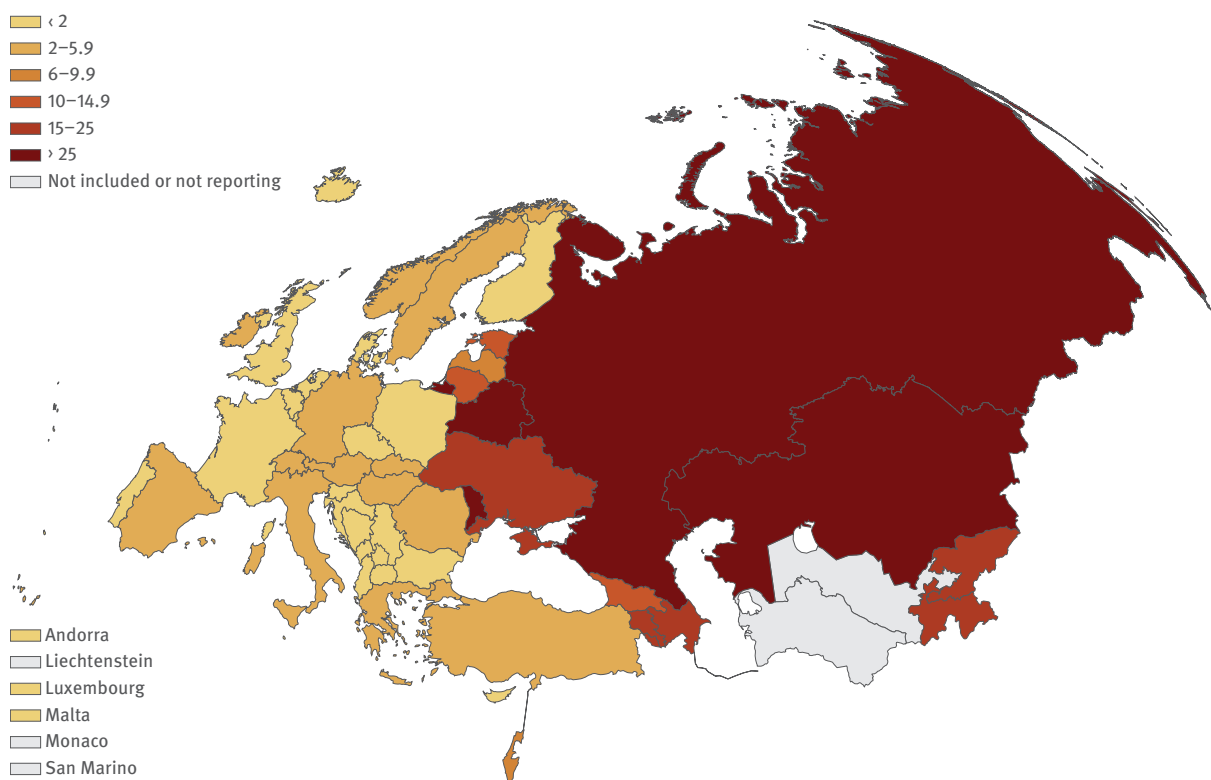 ‹ 2
2–5.9
6–9.9
10–14.9
15–25
› 25
Not included or not reporting
Andorra
Liechtenstein
Luxembourg
Malta
Monaco
San Marino